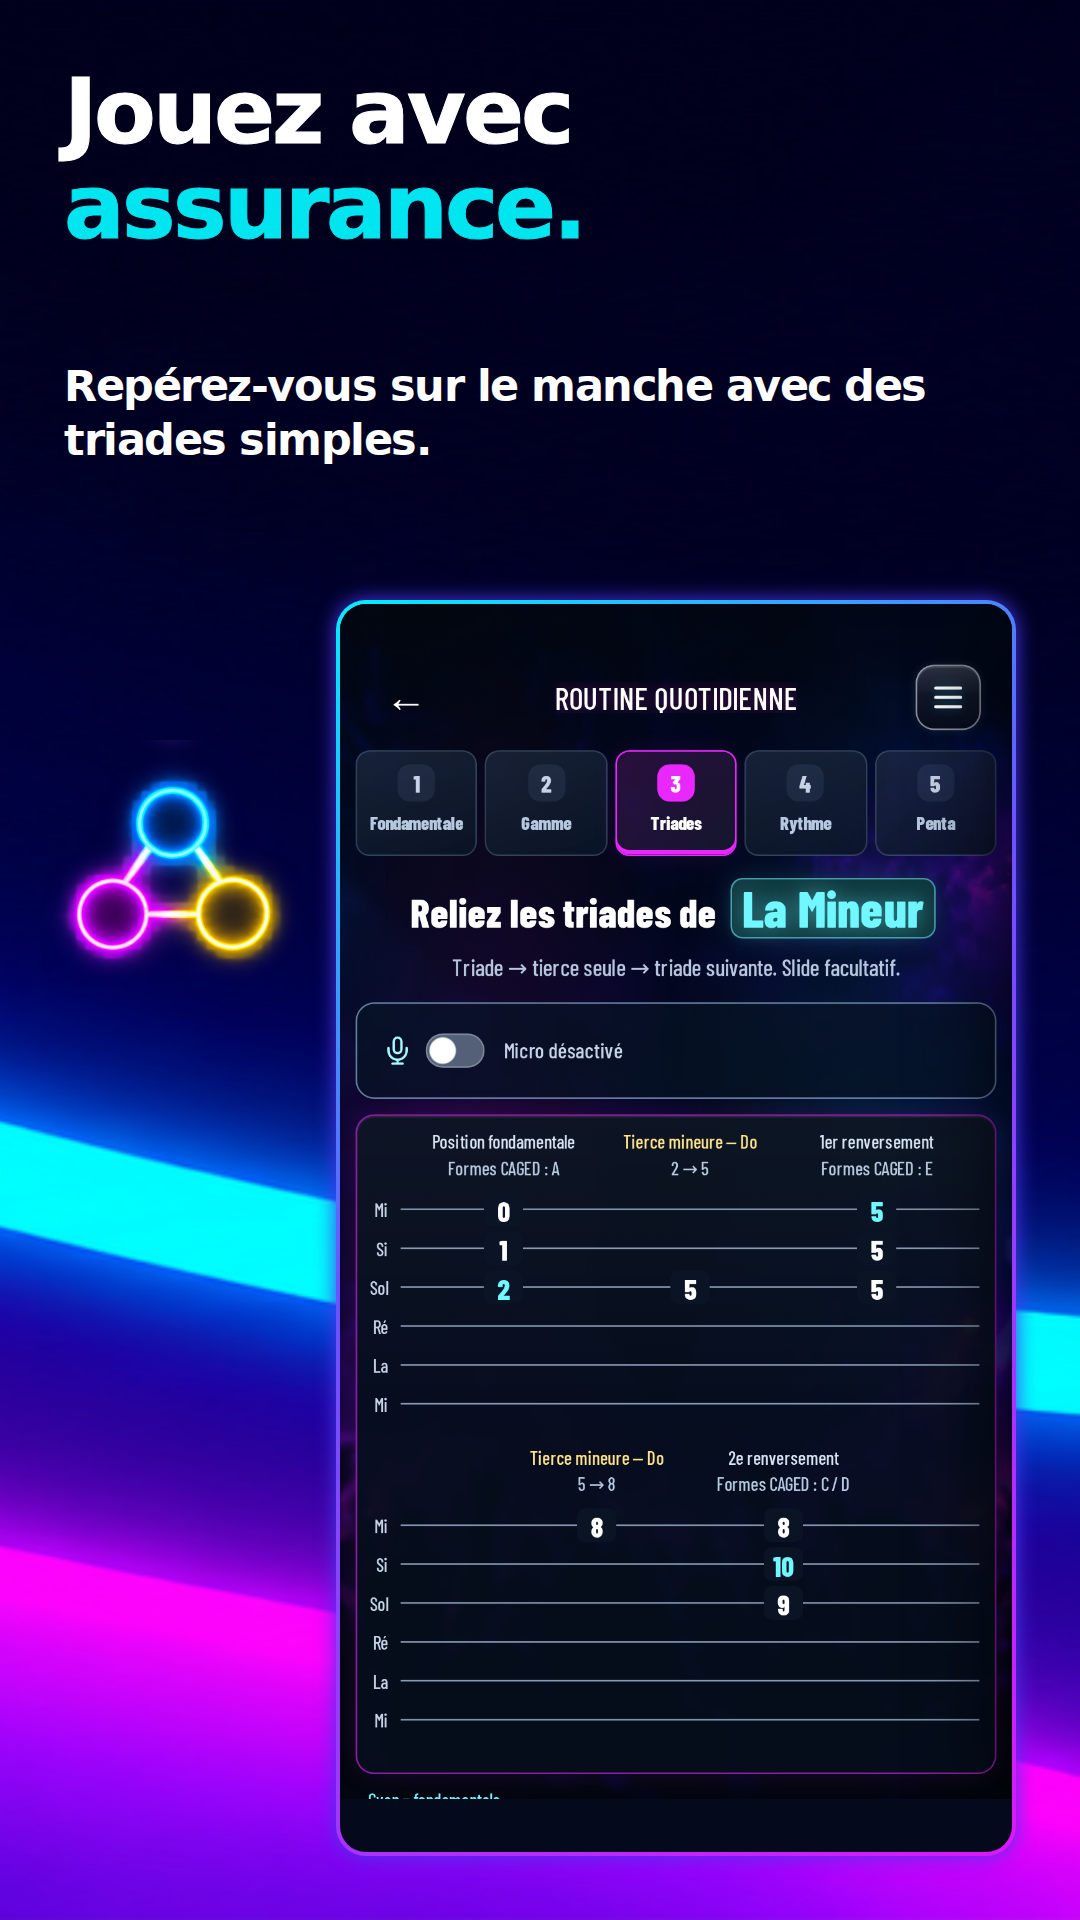 Jouez avec
assurance.
Repérez-vous sur le manche avec des
triades simples.
←
ROUTINE QUOTIDIENNE
1 2 3 4 5
Fondamentale Gamme Triades Rythme Penta
Reliez les triades de La Mineur
Triade → tierce seule → triade suivante. Slide facultatif.
Micro désactivé
Position fondamentale Tierce mineure – Do 1er renversement
Formes CAGED : A 2 → 5 Formes CAGED : E
Mi 0 5
Si 1 5
Sol 2 5 5
Ré
La
Mi
Tierce mineure – Do 2e renversement
5 → 8 Formes CAGED : C / D
Mi 8 8
Si 10
Sol 9
Ré
La
Mi